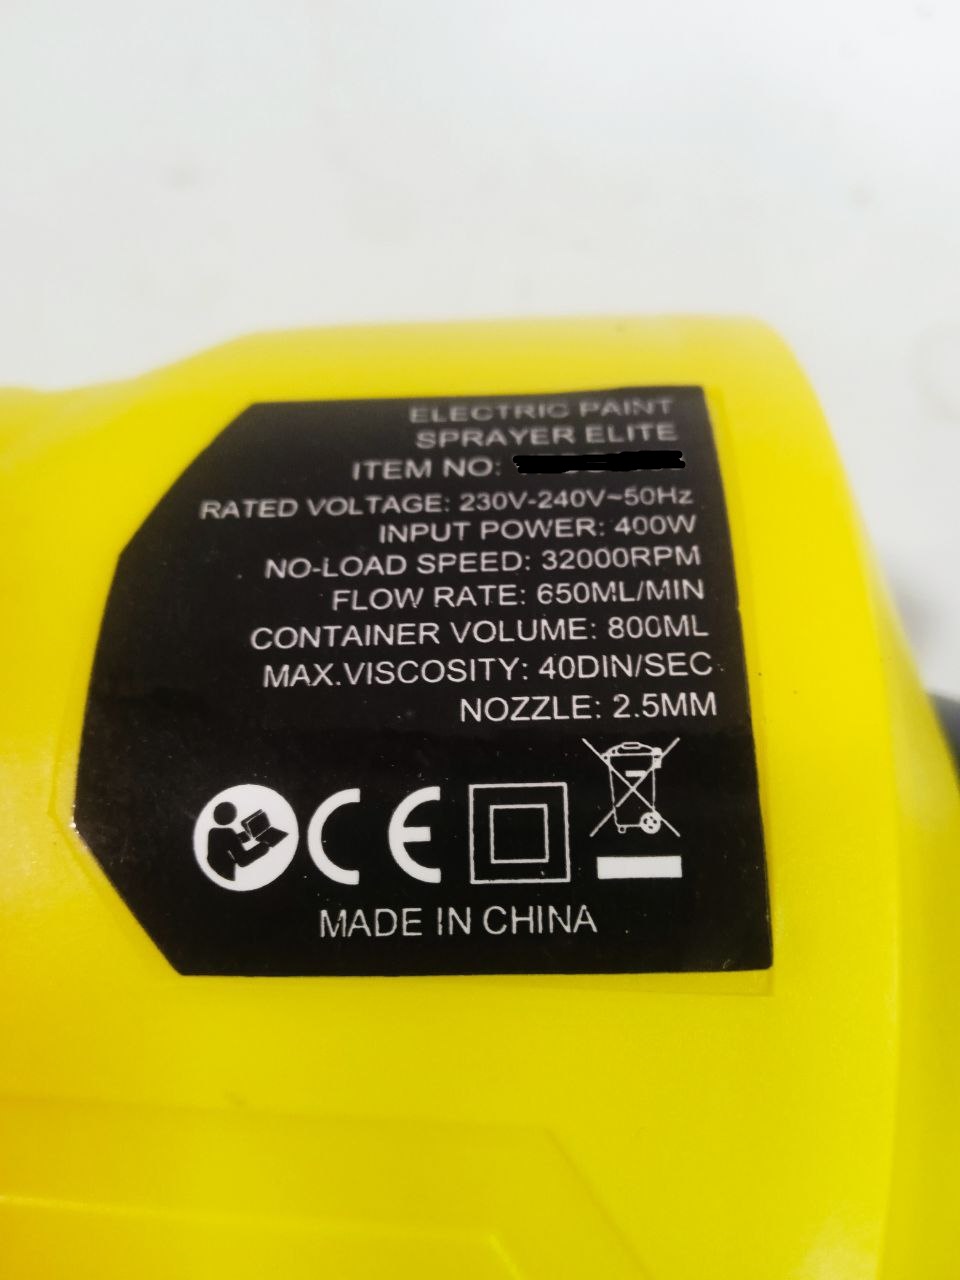 ELECTRIC PAINT
SPRAYER ELITE
ITEM NO:
RATED VOLTAGE: 230V-240V~50Hz
INPUT POWER: 400W
NO-LOAD SPEED: 32000RPM
FLOW RATE: 650ML/MIN
CONTAINER VOLUME: 800ML
MAX.VISCOSITY: 40DIN/SEC
NOZZLE: 2.5MM
CE
MADE IN CHINA